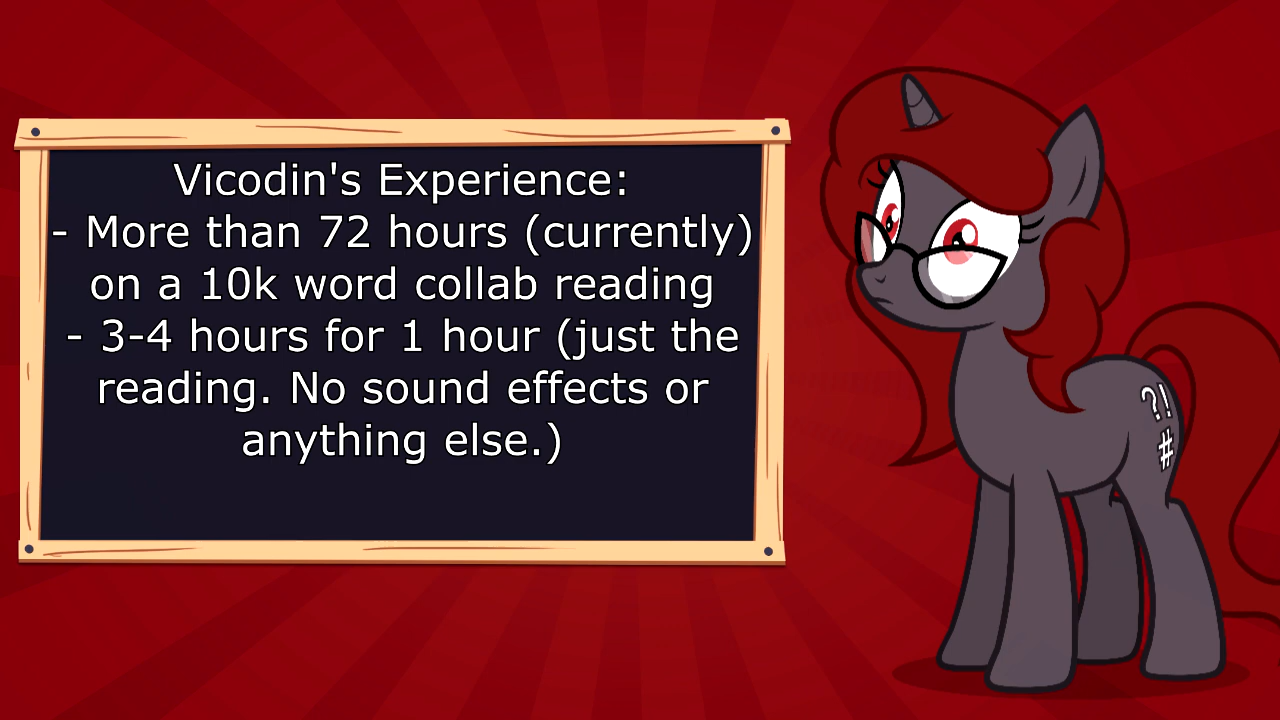 Vicodin's Experience:
- More than 72 hours (currently)
on a 10k word collab reading
- 3-4 hours for 1 hour (just the
reading. No sound effects or
anything else.)
?!
#